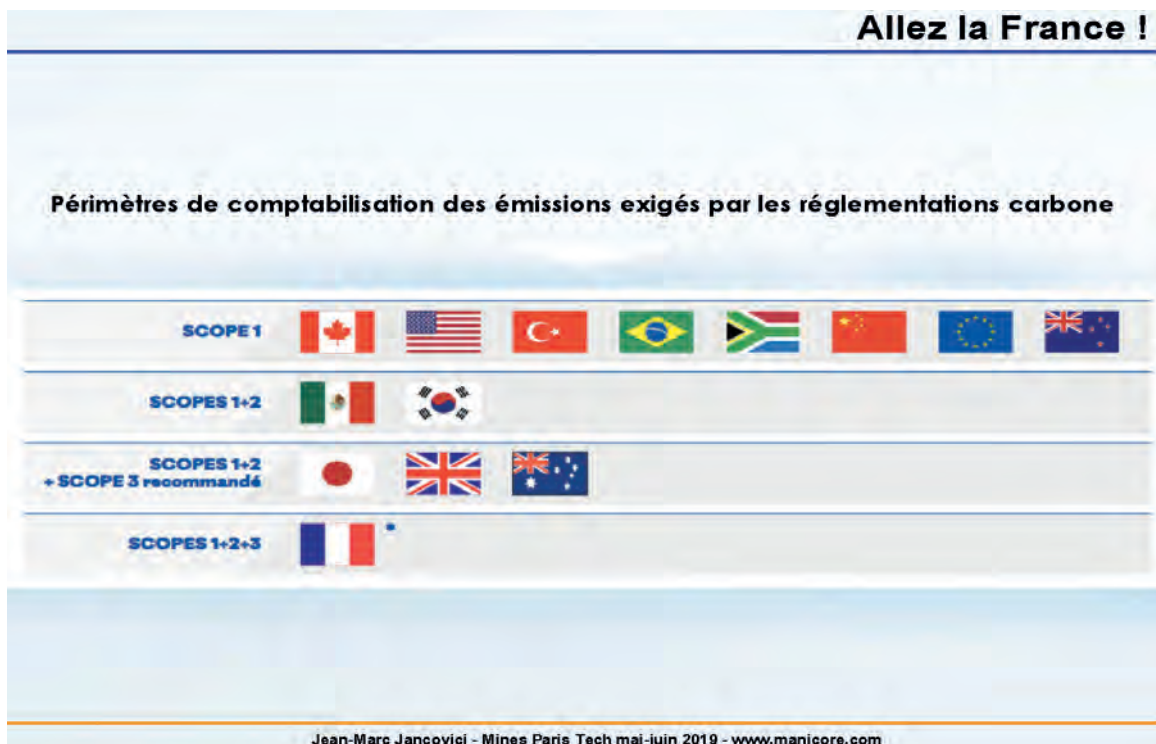 Allez la France !
Périmètres de comptabilisation des émissions exigés par les réglementations carbone
SCOPE 1
SCOPES 1+2
SCOPES 1+2
+ SCOPE 3 recommandé
SCOPES 1+2+3
Jean-Marc Jancovici - Mines Paris Tech mai-juin 2019 - www.manicore.com